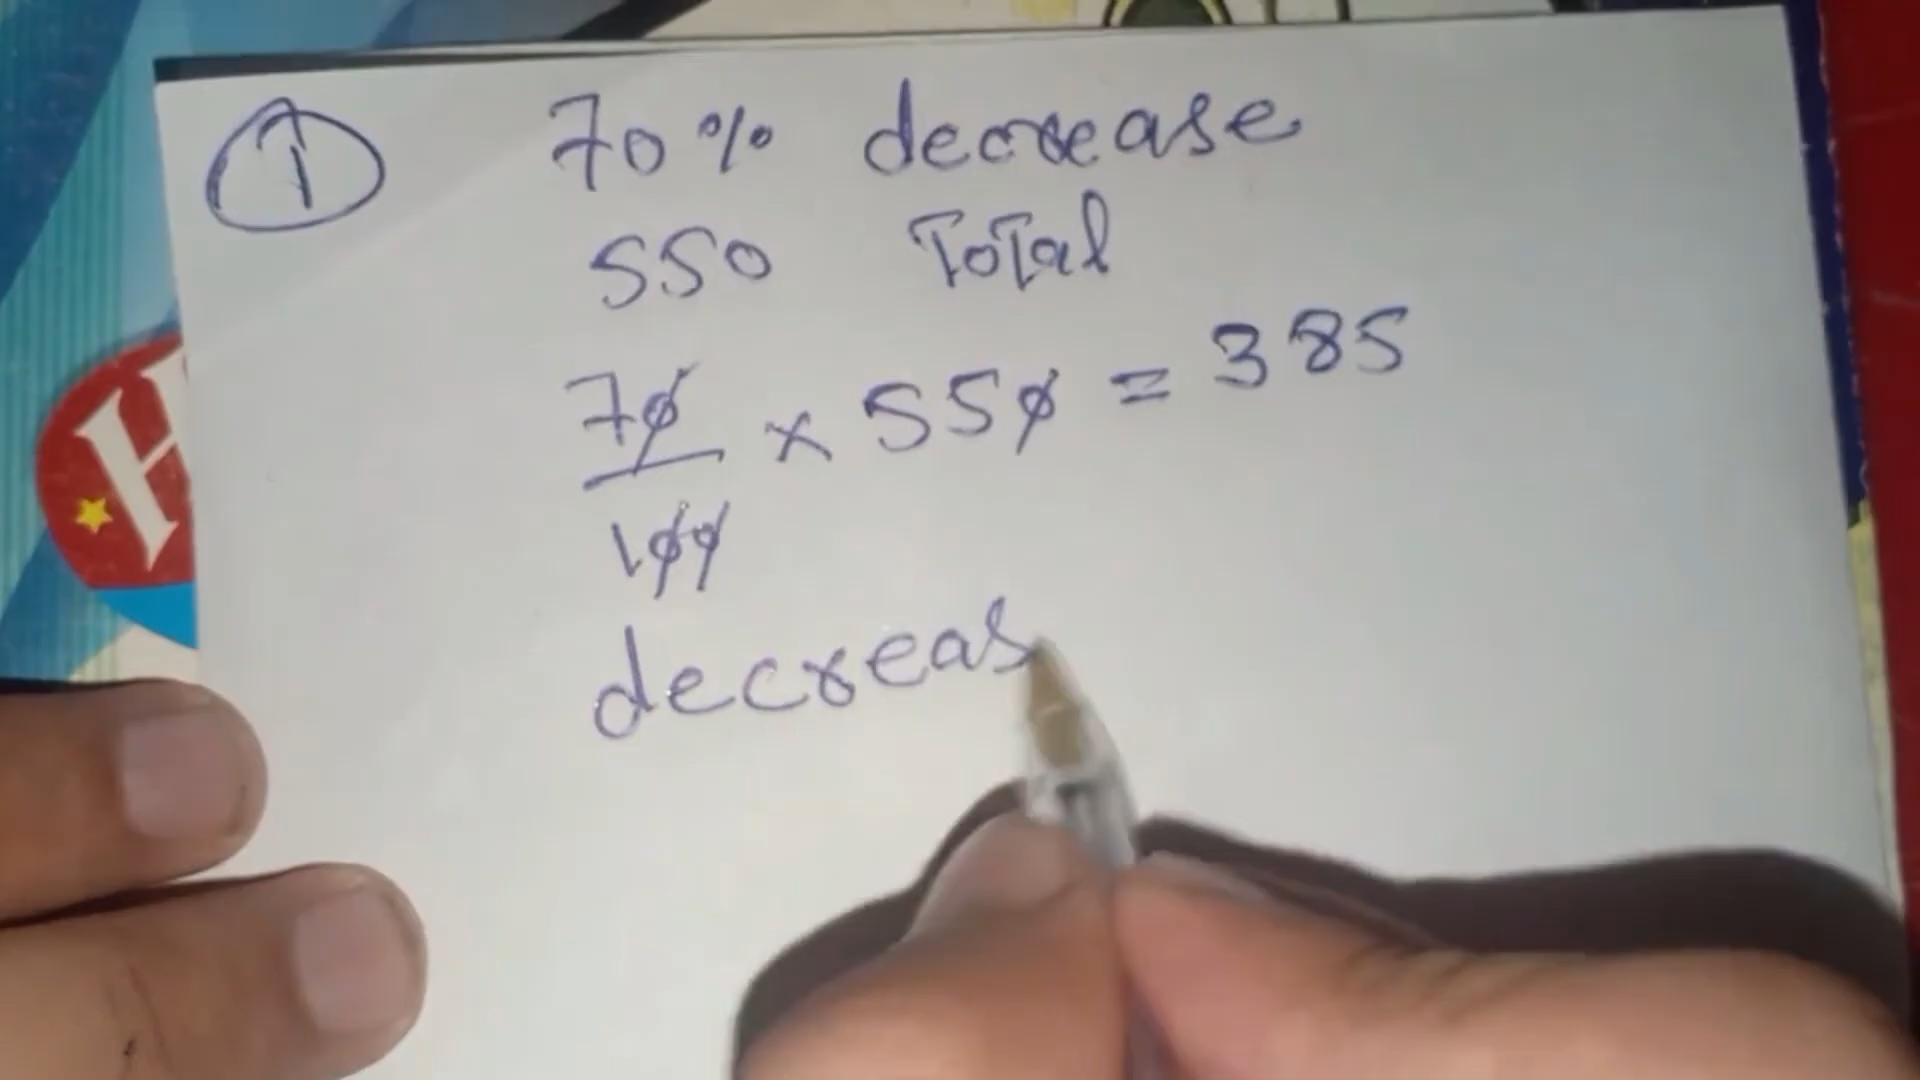 1 70% decrease
550 Total
70/100 × 550 = 385
decreas
H